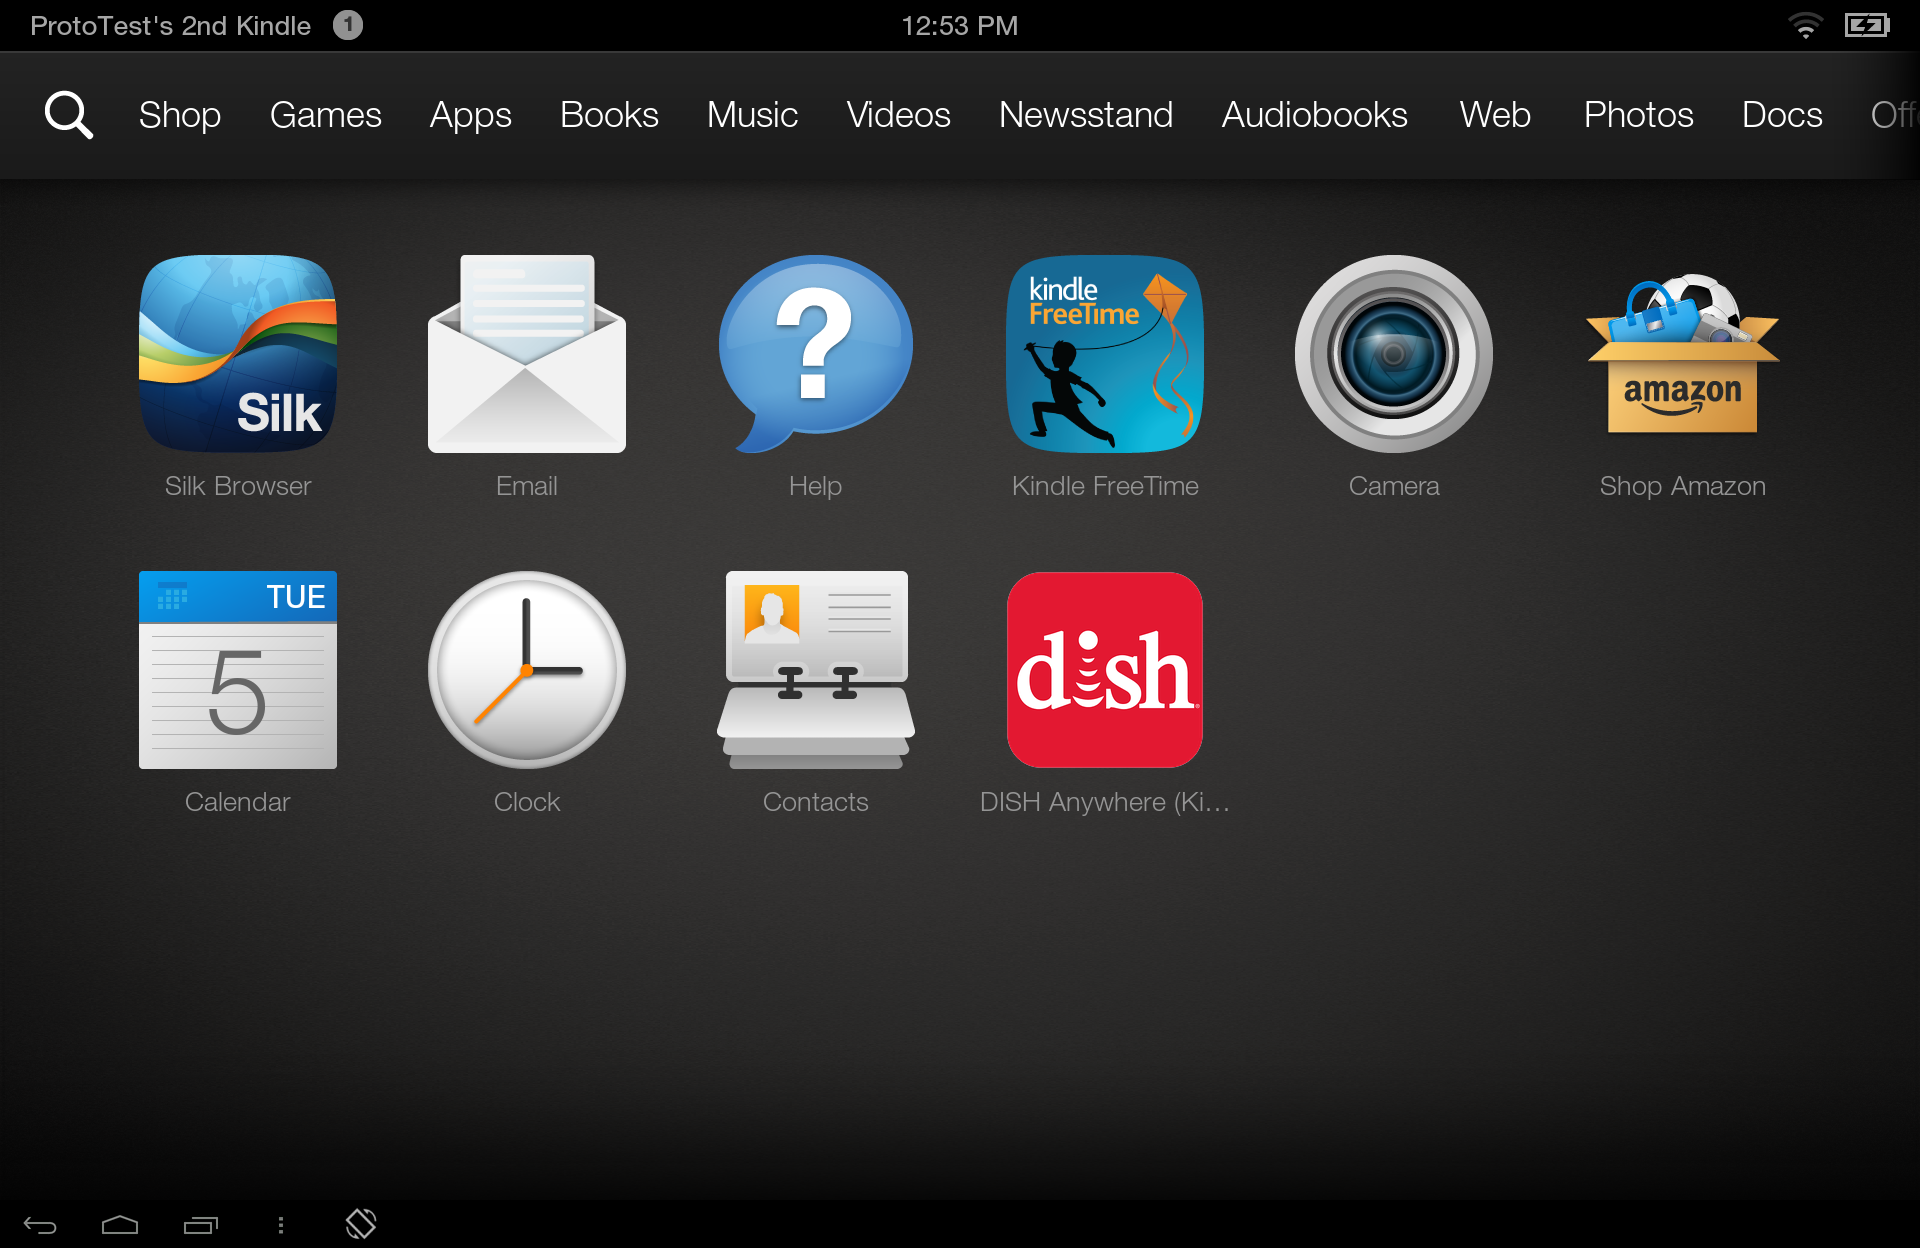 ProtoTest's 2nd Kindle 1 12:53 PM
Shop Games Apps Books Music Videos Newsstand Audiobooks Web Photos Docs Off
Silk
kindle
FreeTime
amazon
Silk Browser Email Help Kindle FreeTime Camera Shop Amazon
TUE
5
dish
Calendar Clock Contacts DISH Anywhere (Ki...